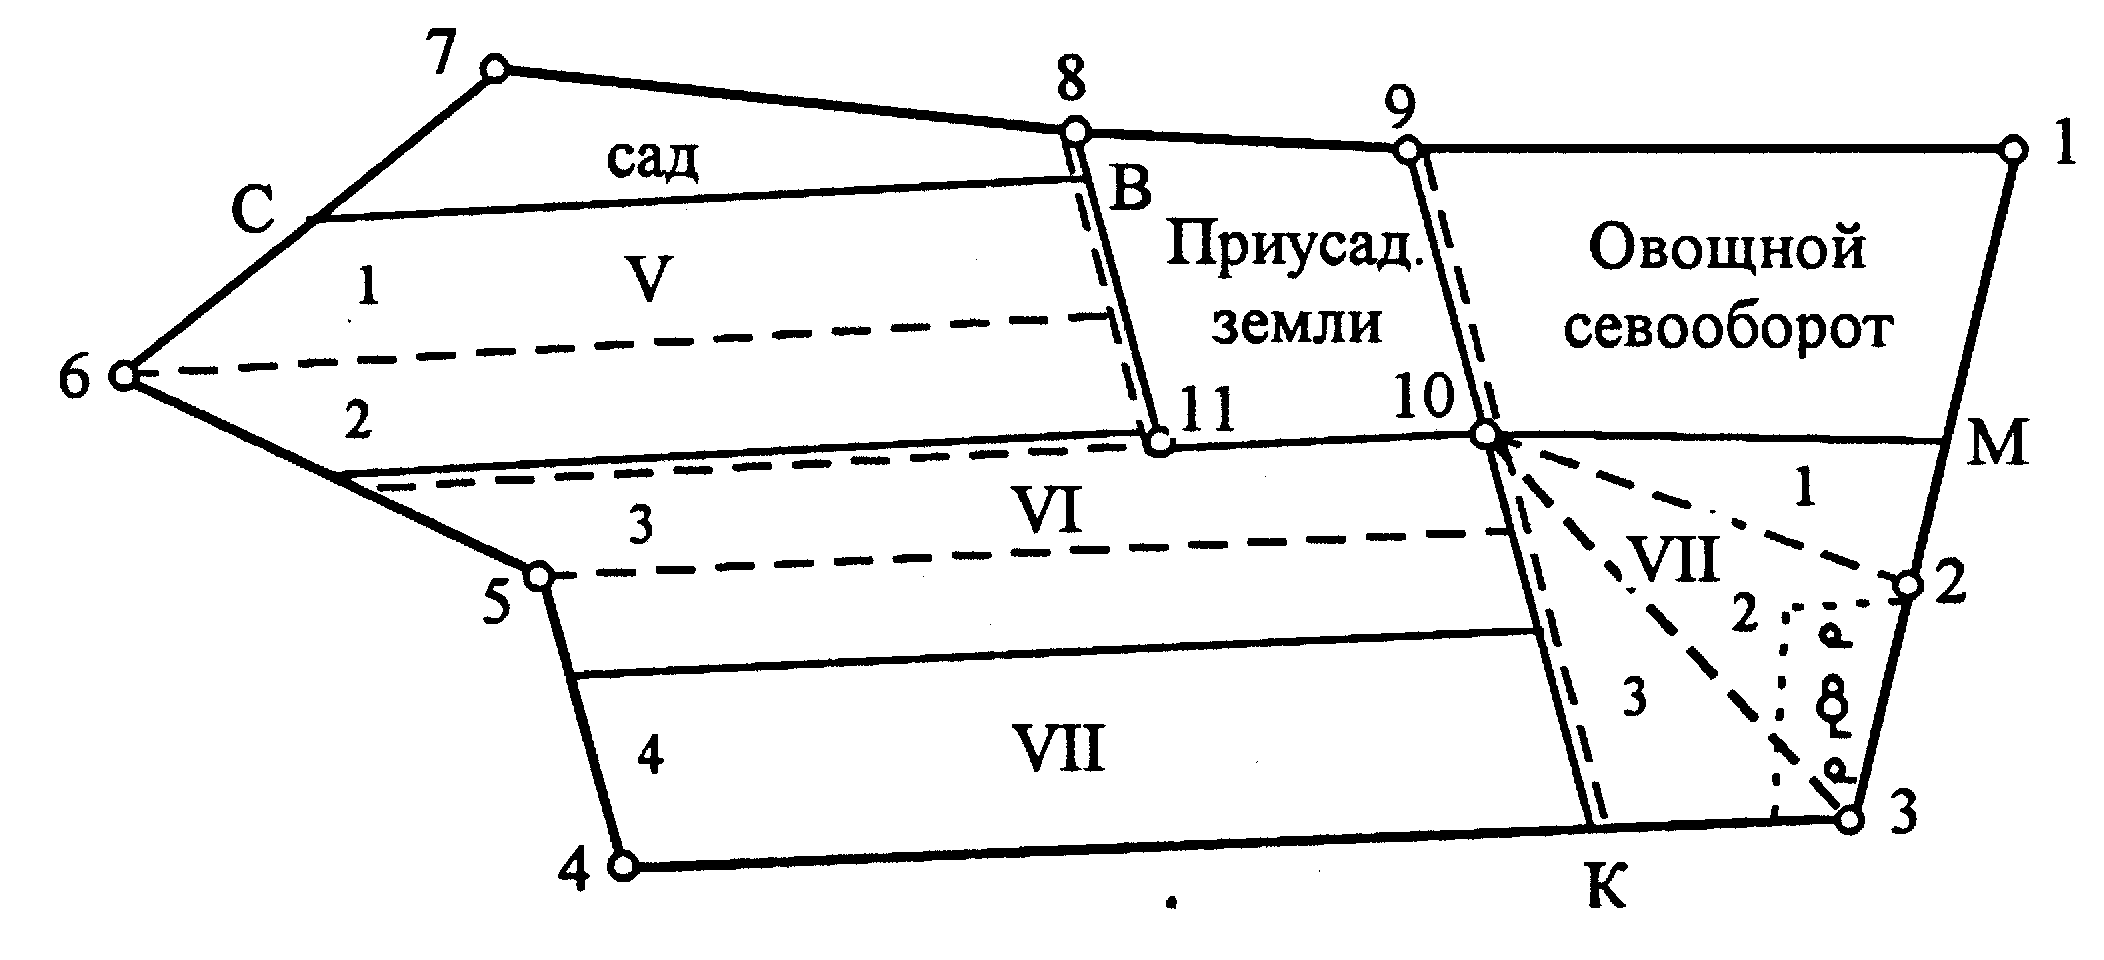 7
8
9
1
сад
С
В
Приусад.
земли
Овощной
севооборот
1
V
6
2
11
10
М
1
3
VI
VII
5
2
2
3
4
VII
3
4
К